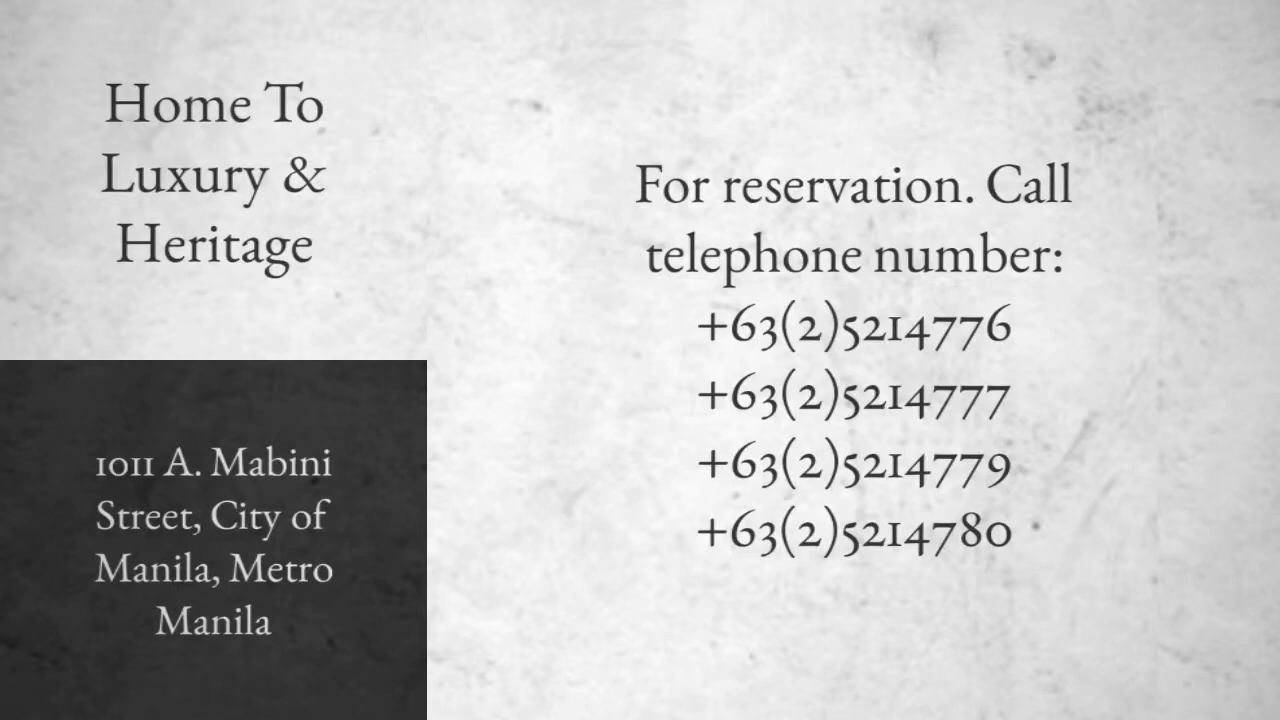 Home To
Luxury &
Heritage
1011 A. Mabini
Street, City of
Manila, Metro
Manila
For reservation. Call
telephone number:
+63(2)5214776
+63(2)5214777
+63(2)5214779
+63(2)5214780